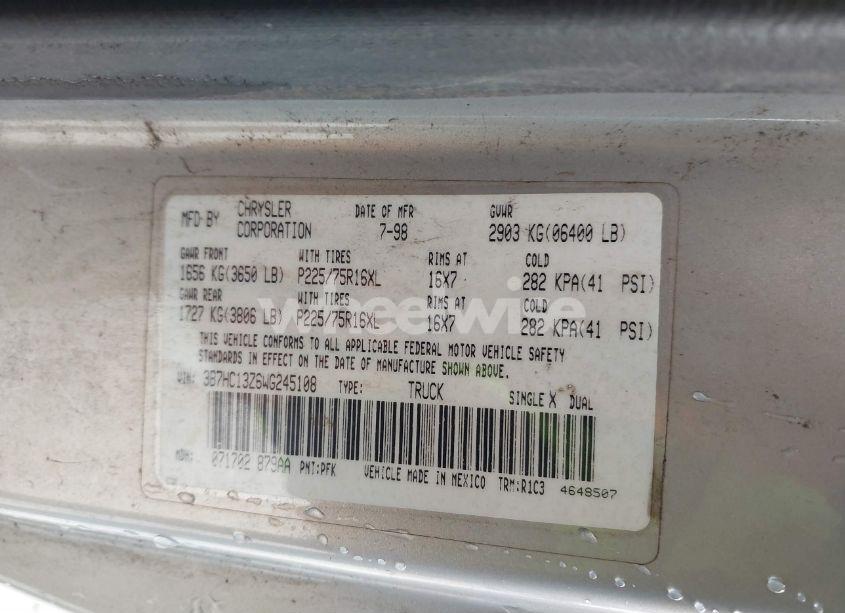 MFD BY CHRYSLER CORPORATION DATE OF MFR 7-98 GVWR 2903 KG(06400 LB)
GAWR FRONT WITH TIRES RIMS AT COLD
1656 KG(3650 LB) P225/75R16XL 16X7 282 KPA(41 PSI)
GAWR REAR WITH TIRES RIMS AT COLD
1727 KG(3806 LB) P225/75R16XL 16X7 282 KPA(41 PSI)
wheelwire
THIS VEHICLE CONFORMS TO ALL APPLICABLE FEDERAL MOTOR VEHICLE SAFETY
STANDARDS IN EFFECT ON THE DATE OF MANUFACTURE SHOWN ABOVE.
VIN: 3B7HC13Z6WG245108 TYPE: TRUCK SINGLE X DUAL
MDH: 071702 879AA PNT:PFK VEHICLE MADE IN MEXICO TRM:R1C3 4648507